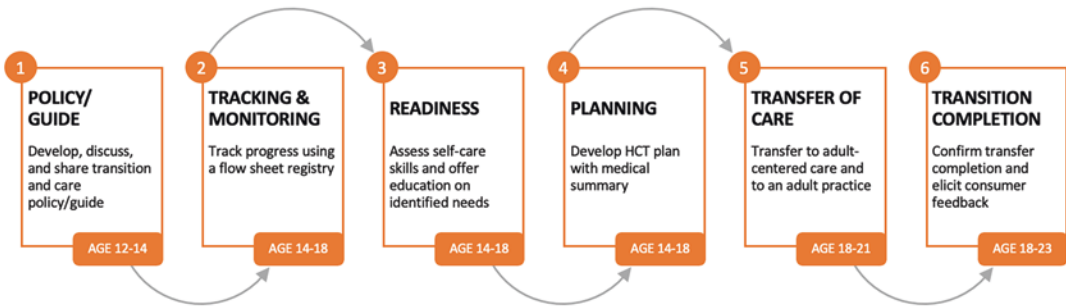 1
POLICY/
GUIDE
Develop, discuss,
and share transition
and care
policy/guide
AGE 12-14
2
TRACKING &
MONITORING
Track progress using
a flow sheet registry
AGE 14-18
3
READINESS
Assess self-care
skills and offer
education on
identified needs
AGE 14-18
4
PLANNING
Develop HCT plan
with medical
summary
AGE 14-18
5
TRANSFER OF
CARE
Transfer to adult-
centered care and
to an adult practice
AGE 18-21
6
TRANSITION
COMPLETION
Confirm transfer
completion and
elicit consumer
feedback
AGE 18-23